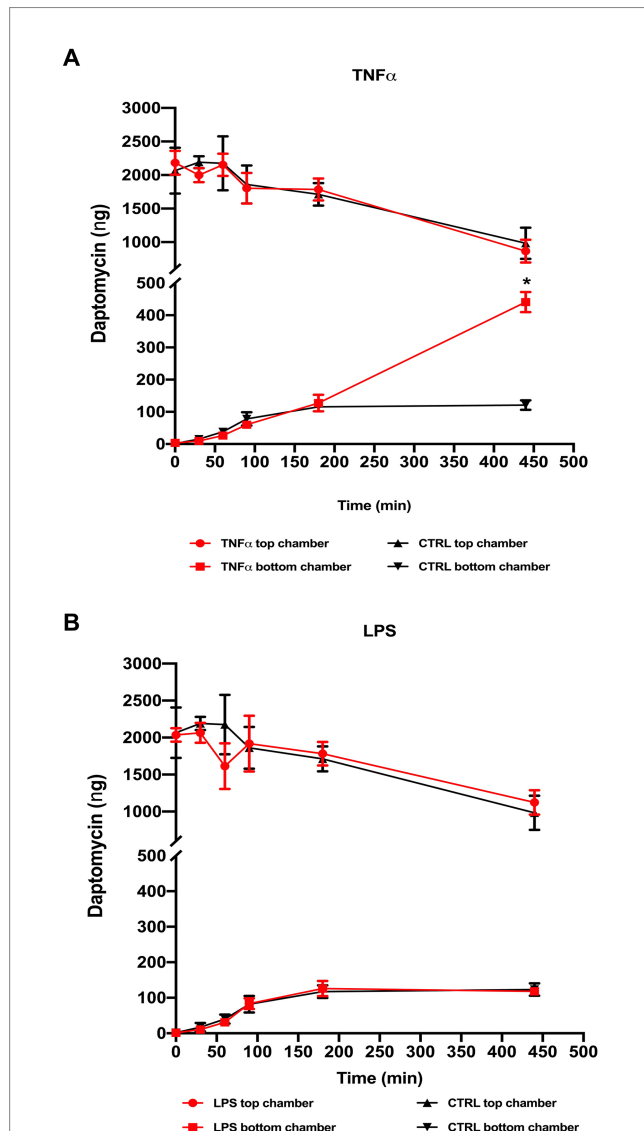 A
TNFα
3000
2500
2000
1500
1000
500
400
300
200
100
0
Daptomycin (ng)
*
0 50 100 150 200 250 300 350 400 450 500
Time (min)
TNFα top chamber CTRL top chamber
TNFα bottom chamber CTRL bottom chamber
B
LPS
3000
2500
2000
1500
1000
500
400
300
200
100
0
Daptomycin (ng)
0 50 100 150 200 250 300 350 400 450 500
Time (min)
LPS top chamber CTRL top chamber
LPS bottom chamber CTRL bottom chamber